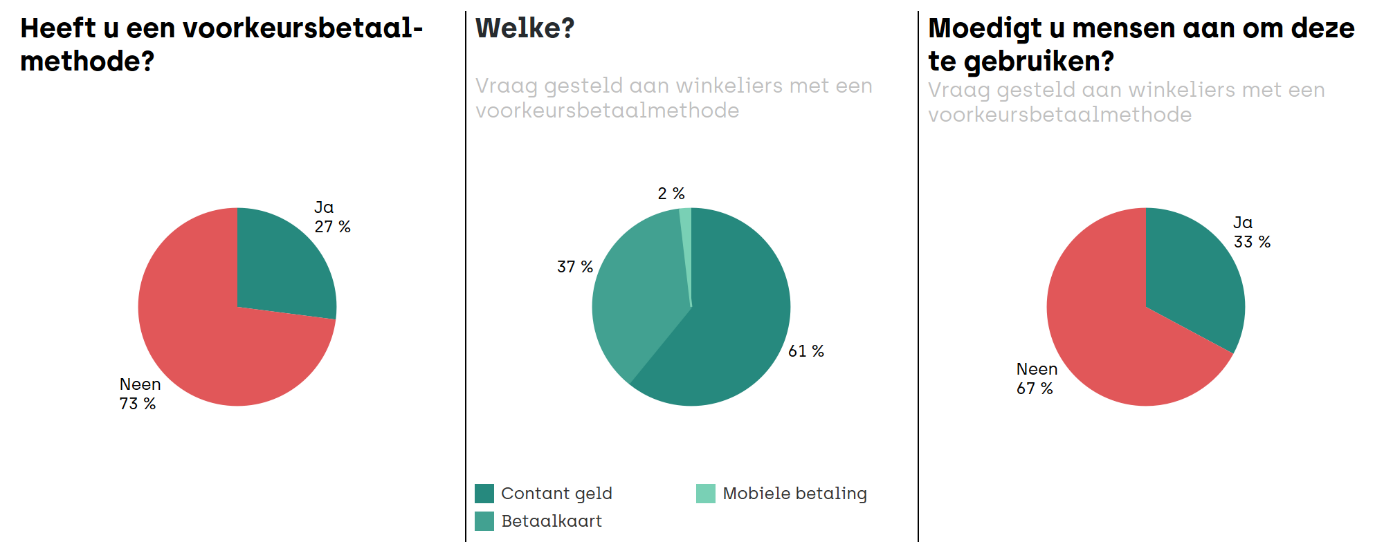 Heeft u een voorkeursbetaal-
methode?
Ja
27 %
Neen
73 %
Welke?
Vraag gesteld aan winkeliers met een
voorkeursbetaalmethode
2 %
37 %
61 %
Contant geld
Mobiele betaling
Betaalkaart
Moedigt u mensen aan om deze
te gebruiken?
Vraag gesteld aan winkeliers met een
voorkeursbetaalmethode
Ja
33 %
Neen
67 %